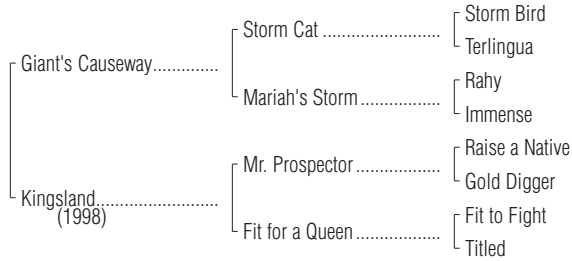 Storm Bird
Storm Cat ..............................
Terlingua
Giant's Causeway..............
Rahy
Mariah's Storm.....................
Immense
Raise a Native
Mr. Prospector ......................
Gold Digger
Kingsland..........................
(1998)
Fit to Fight
Fit for a Queen ......................
Titled